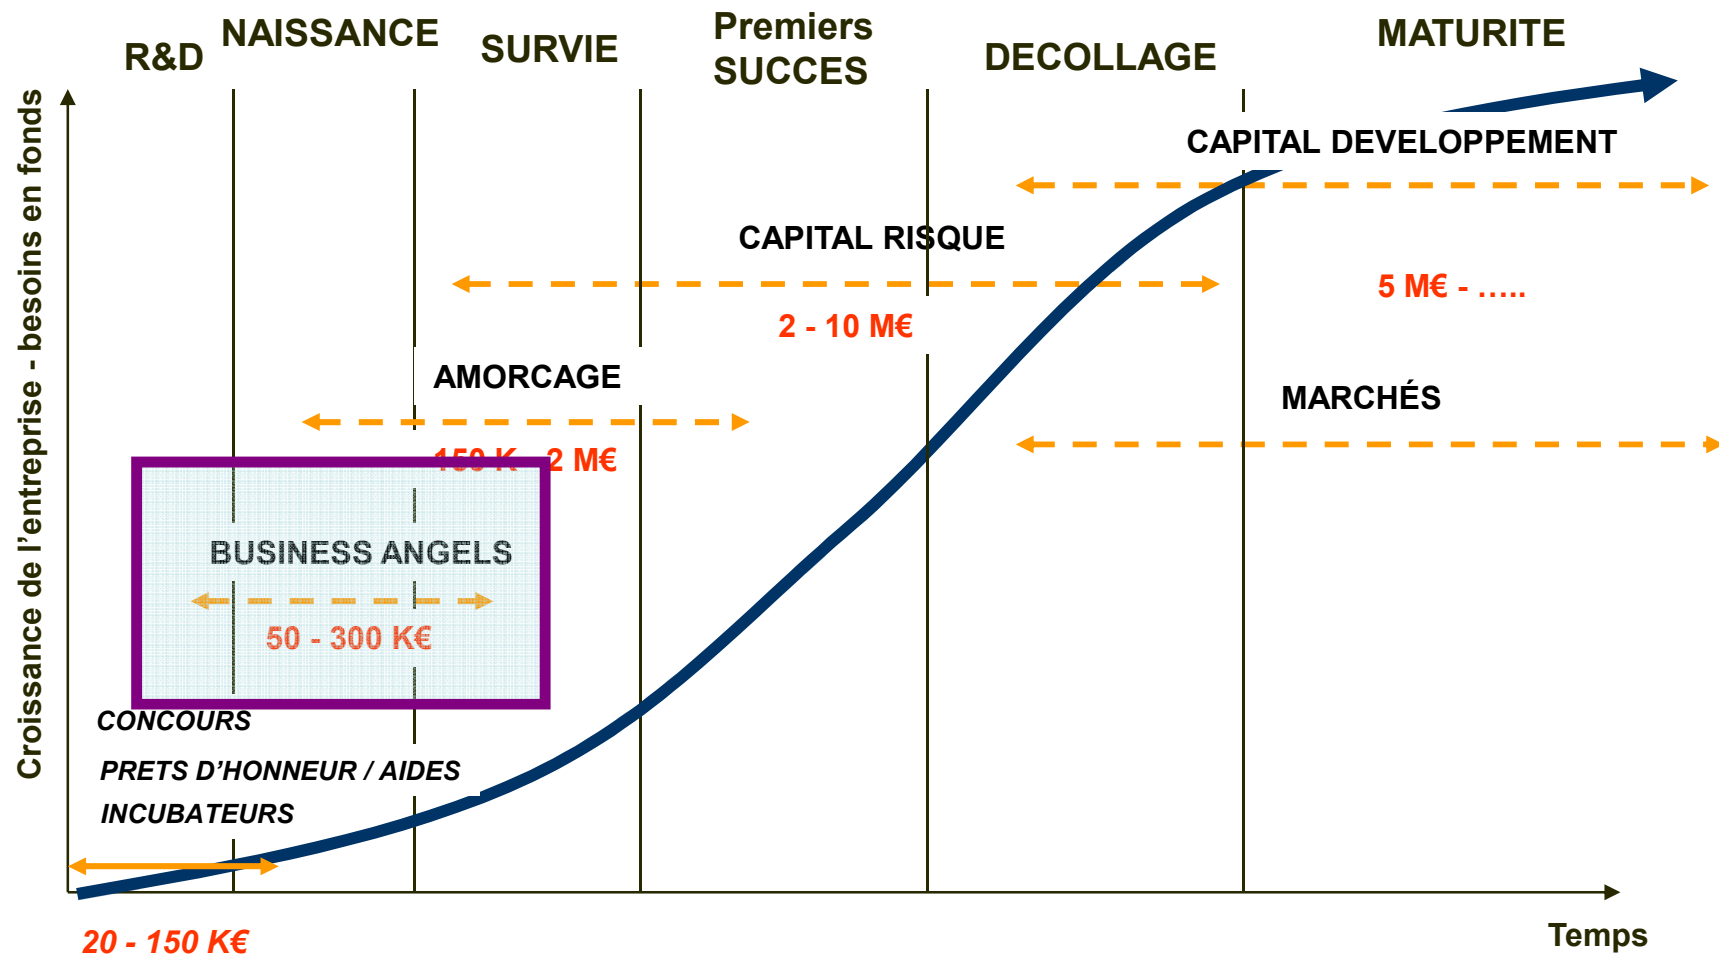 R&D
NAISSANCE
SURVIE
Premiers
SUCCES
DECOLLAGE
MATURITE
Croissance de l'entreprise - besoins en fonds
CAPITAL DEVELOPPEMENT
CAPITAL RISQUE
5 M€ - …..
2 - 10 M€
AMORCAGE
MARCHÉS
150 K - 2 M€
BUSINESS ANGELS
50 - 300 K€
CONCOURS
PRETS D'HONNEUR / AIDES
INCUBATEURS
20 - 150 K€
Temps